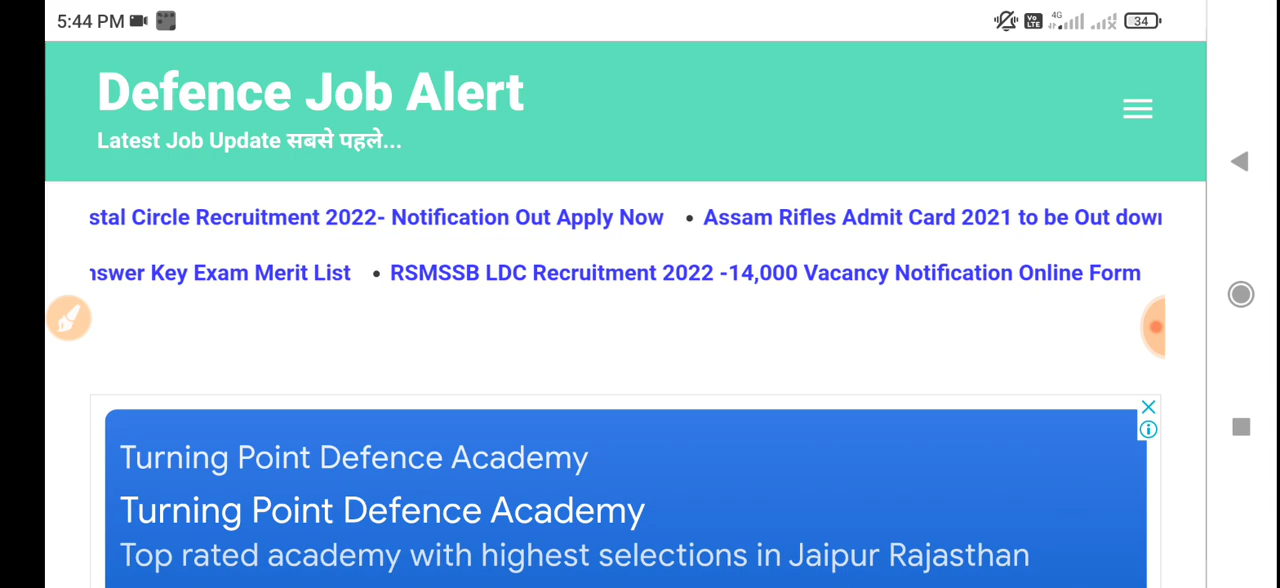 5:44 PM
Vo LTE 4G 34
Defence Job Alert
Latest Job Update सबसे पहले...
Circle Recruitment 2022- Notification Out Apply Now • Assam Rifles Admit Card 2021 to be Out
Key Exam Merit List • RSMSSB LDC Recruitment 2022 -14,000 Vacancy Notification Online Form
Turning Point Defence Academy
Turning Point Defence Academy
Top rated academy with highest selections in Jaipur Rajasthan